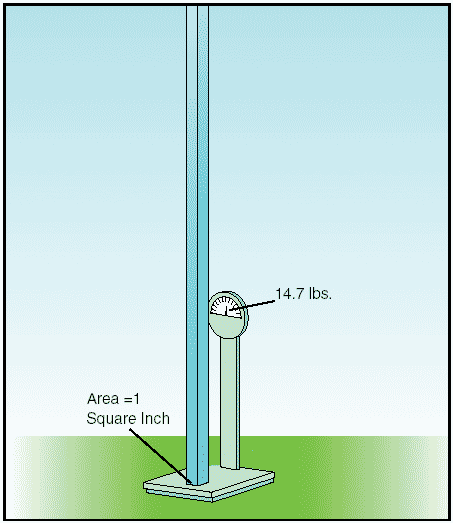 14.7 lbs.
Area =1
Square Inch